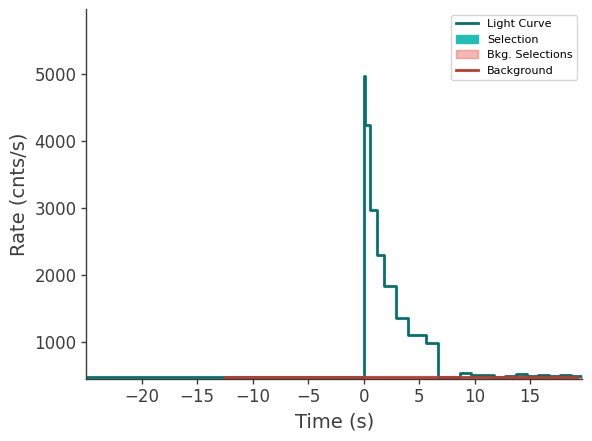 Light Curve
Selection
Bkg. Selections
Background
5000
4000
3000
2000
1000
Rate (cnts/s)
−20 −15 −10 −5 0 5 10 15
Time (s)